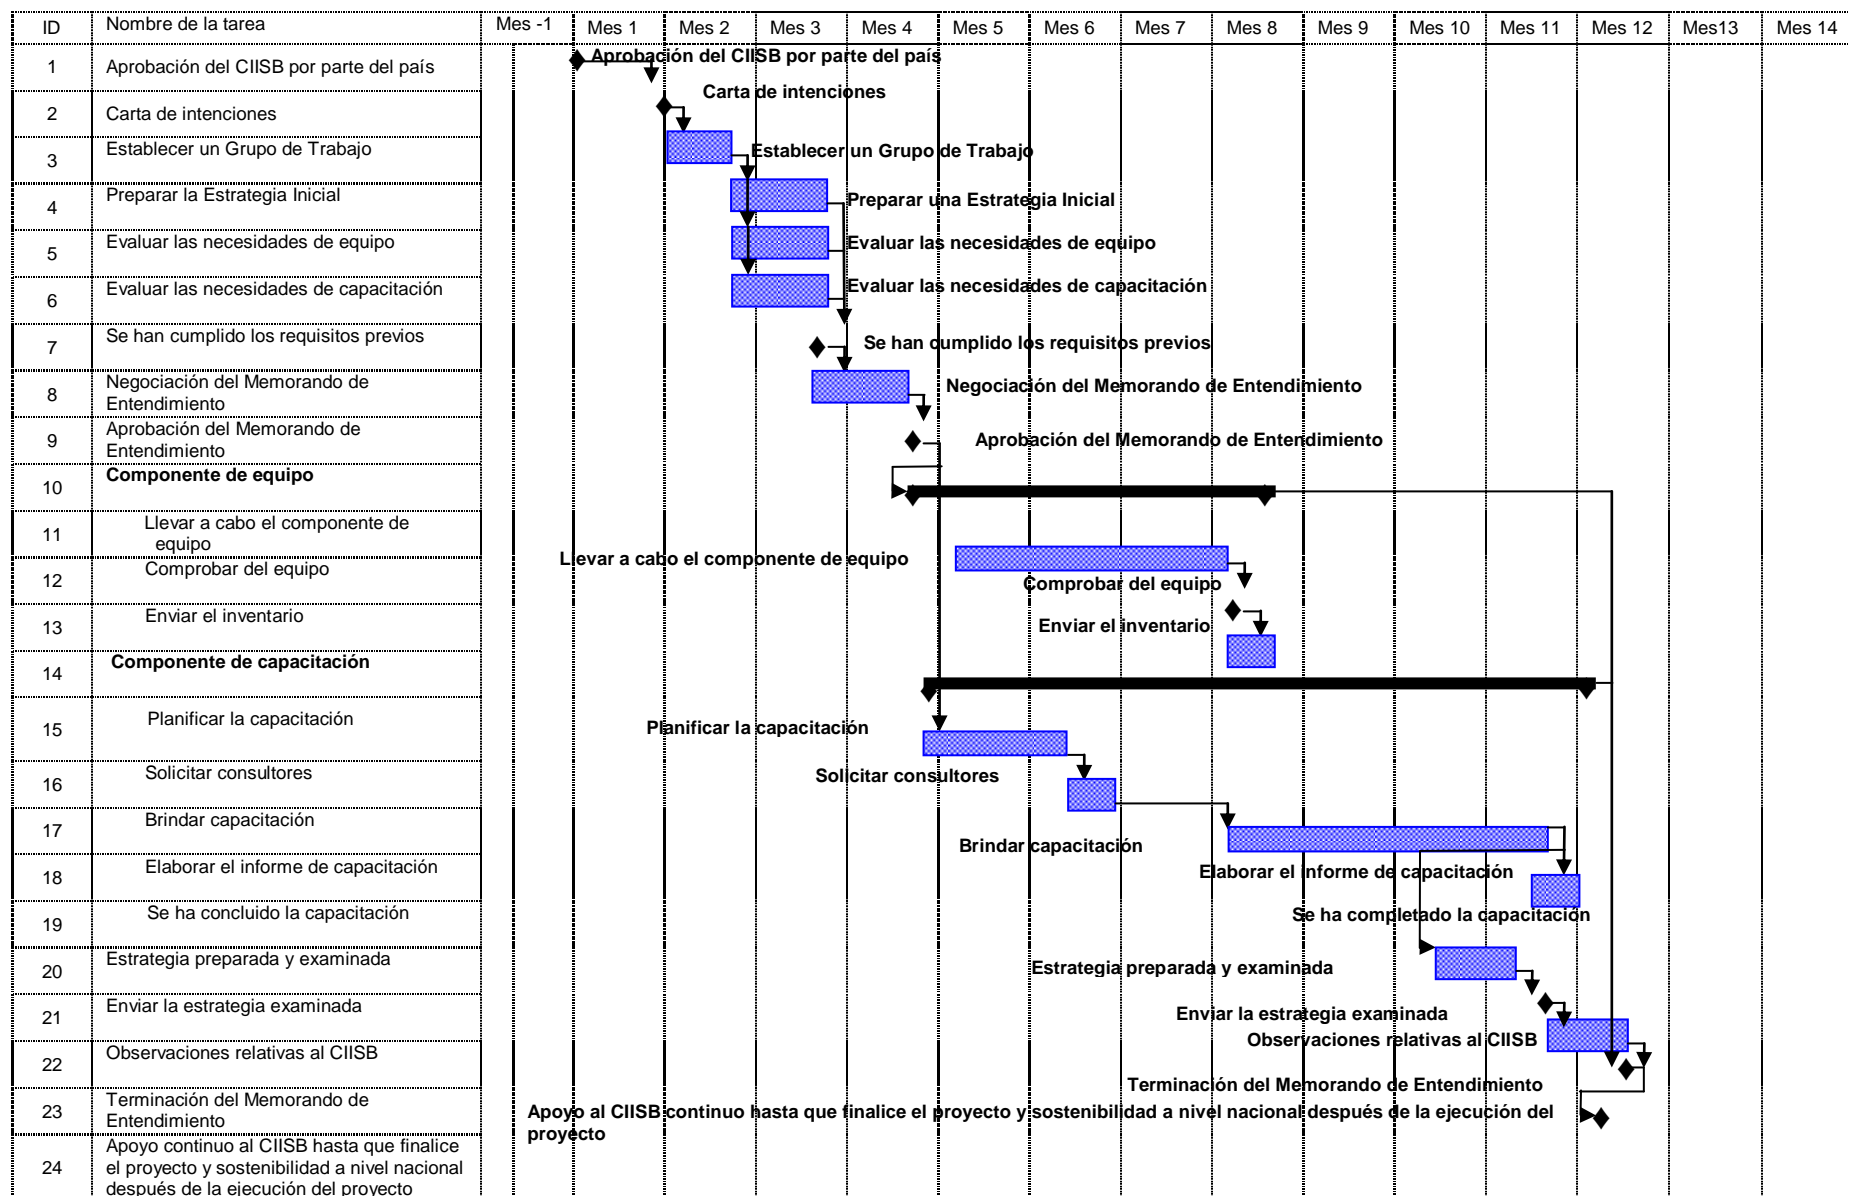 ID Nombre de la tarea Mes -1 Mes 1 Mes 2 Mes 3 Mes 4 Mes 5 Mes 6 Mes 7 Mes 8 Mes 9 Mes 10 Mes 11 Mes 12 Mes13 Mes 14
1 Aprobación del CIISB por parte del país Aprobación del CIISB por parte del país
Carta de intenciones
2 Carta de intenciones
3 Establecer un Grupo de Trabajo Establecer un Grupo de Trabajo
4 Preparar la Estrategia Inicial Preparar una Estrategia Inicial
5 Evaluar las necesidades de equipo Evaluar las necesidades de equipo
6 Evaluar las necesidades de capacitación Evaluar las necesidades de capacitación
7 Se han cumplido los requisitos previos Se han cumplido los requisitos previos
8 Negociación del Memorando de Negociación del Memorando de Entendimiento
Entendimiento
9 Aprobación del Memorando de Aprobación del Memorando de Entendimiento
Entendimiento
10 Componente de equipo
11 Llevar a cabo el componente de
equipo
Llevar a cabo el componente de equipo
12 Comprobar del equipo Comprobar del equipo
13 Enviar el inventario Enviar el inventario
14 Componente de capacitación
15 Planificar la capacitación Planificar la capacitación
16 Solicitar consultores Solicitar consultores
17 Brindar capacitación Brindar capacitación
18 Elaborar el informe de capacitación Elaborar el informe de capacitación
19 Se ha concluido la capacitación Se ha completado la capacitación
20 Estrategia preparada y examinada Estrategia preparada y examinada
21 Enviar la estrategia examinada Enviar la estrategia examinada
Observaciones relativas al CIISB
22 Observaciones relativas al CIISB
Terminación del Memorando de Entendimiento
23 Terminación del Memorando de
Entendimiento
Apoyo al CIISB continuo hasta que finalice el proyecto y sostenibilidad a nivel nacional después de la ejecución del
proyecto
24 Apoyo continuo al CIISB hasta que finalice
el proyecto y sostenibilidad a nivel nacional
después de la ejecución del proyecto